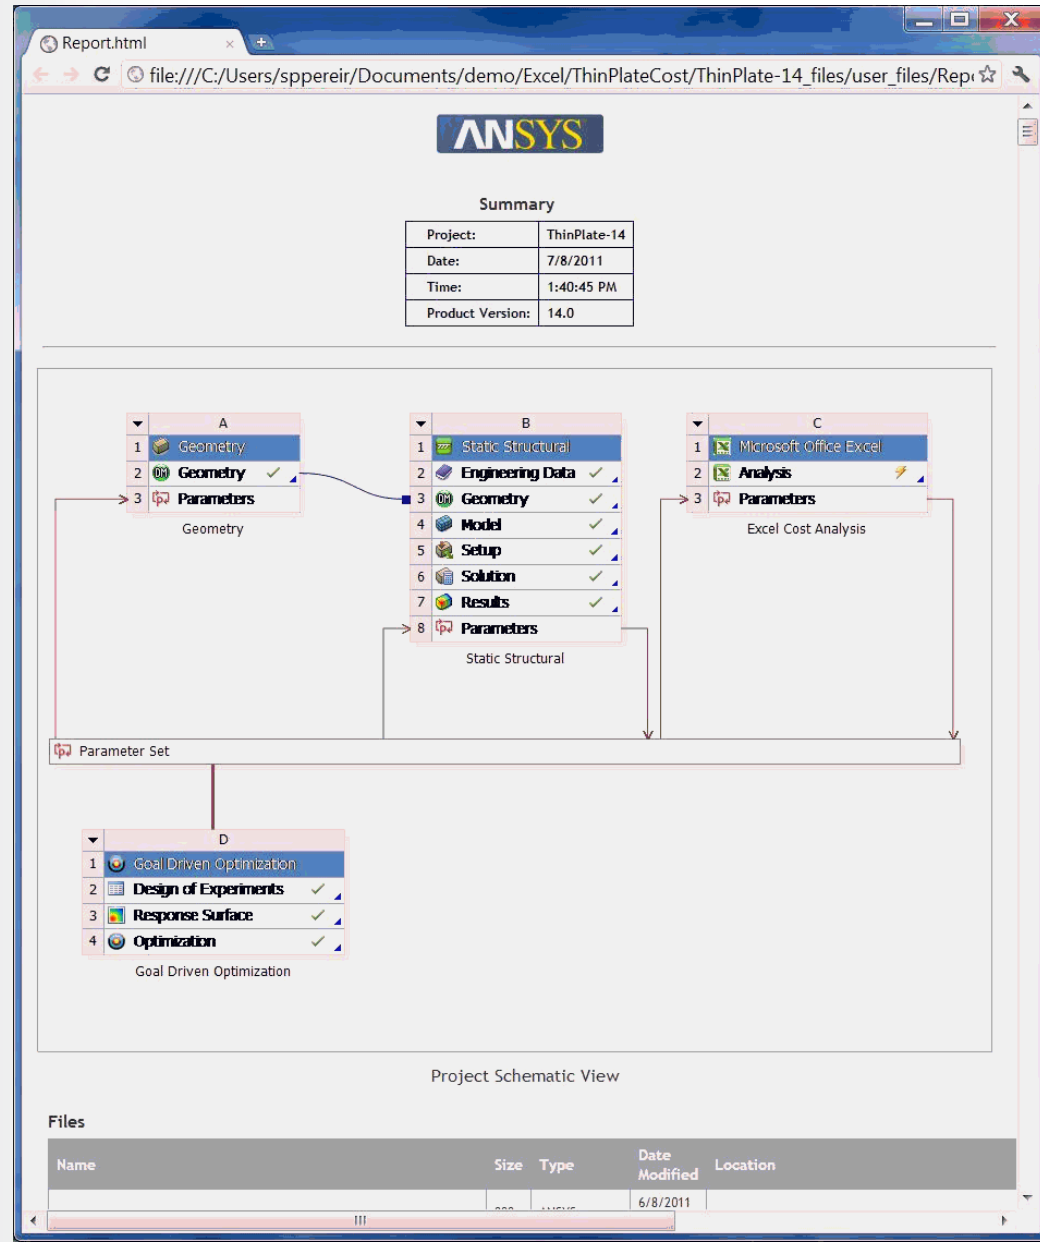 Report.html
file:///C:/Users/sppereir/Documents/demo/Excel/ThinPlateCost/ThinPlate-14_files/user_files/Rep
ANSYS
Summary
Project: ThinPlate-14
Date: 7/8/2011
Time: 1:40:45 PM
Product Version: 14.0
A
1 Geometry
2 Geometry
3 Parameters
Geometry
B
1 Static Structural
2 Engineering Data
3 Geometry
4 Model
5 Setup
6 Solution
7 Results
8 Parameters
Static Structural
C
1 Microsoft Office Excel
2 Analysis
3 Parameters
Excel Cost Analysis
Parameter Set
D
1 Goal Driven Optimization
2 Design of Experiments
3 Response Surface
4 Optimization
Goal Driven Optimization
Project Schematic View
Files
Name Size Type Date Modified Location
6/8/2011